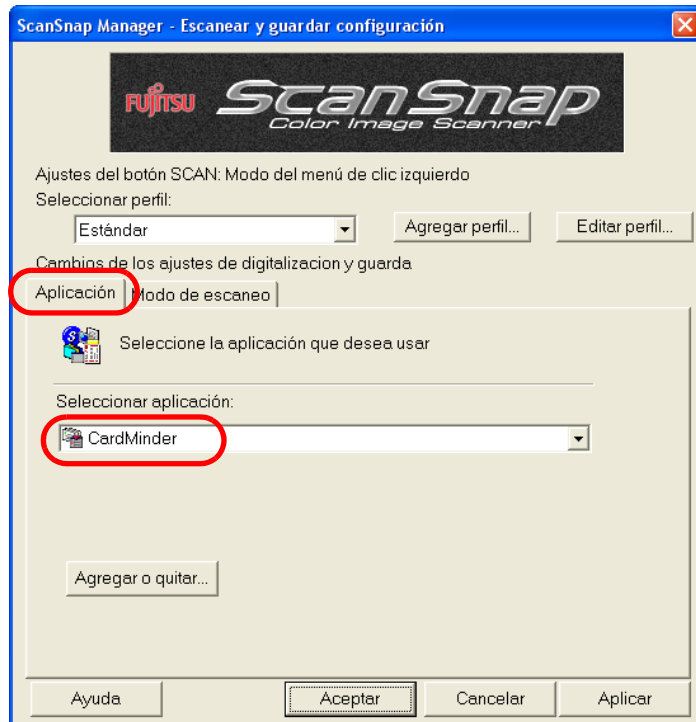 ScanSnap Manager - Escanear y guardar configuración
FUJITSU ScanSnap
Color Image Scanner
Ajustes del botón SCAN: Modo del menú de clic izquierdo
Seleccionar perfil:
Estándar Agregar perfil... Editar perfil...
Cambios de los ajustes de digitalizacion y guarda
Aplicación Modo de escaneo
Seleccione la aplicación que desea usar
Seleccionar aplicación:
CardMinder
Agregar o quitar...
Ayuda Aceptar Cancelar Aplicar